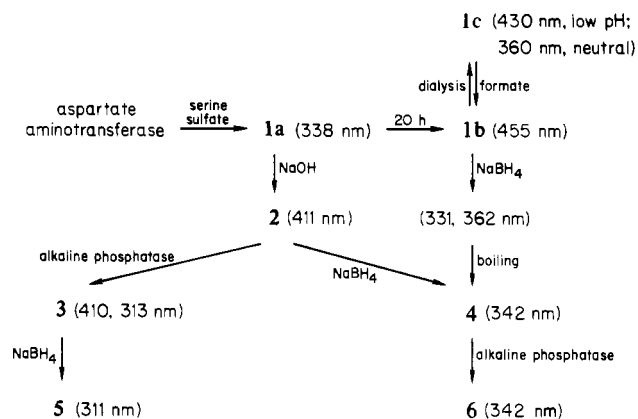 1c (430 nm, low pH;
360 nm, neutral)
dialysis formate
aspartate
aminotransferase
serine
sulfate
1a (338 nm)
20 h
1b (455 nm)
NaOH
NaBH4
2 (411 nm)
(331, 362 nm)
alkaline phosphatase
NaBH4
boiling
3 (410, 313 nm)
4 (342 nm)
NaBH4
alkaline phosphatase
5 (311 nm)
6 (342 nm)